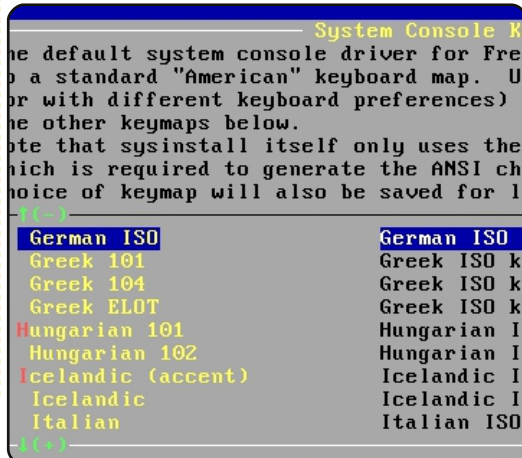 System Console K
he default system console driver for Fre
o a standard "American" keyboard map. U
or with different keyboard preferences)
he other keymaps below.
ote that sysinstall itself only uses the
hich is required to generate the ANSI ch
hoice of keymap will also be saved for l
↑(-)
German ISO German ISO
Greek 101 Greek ISO k
Greek 104 Greek ISO k
Greek ELOT Greek ISO k
Hungarian 101 Hungarian I
Hungarian 102 Hungarian I
Icelandic (accent) Icelandic I
Icelandic Icelandic I
Italian Italian ISO
↓(+)